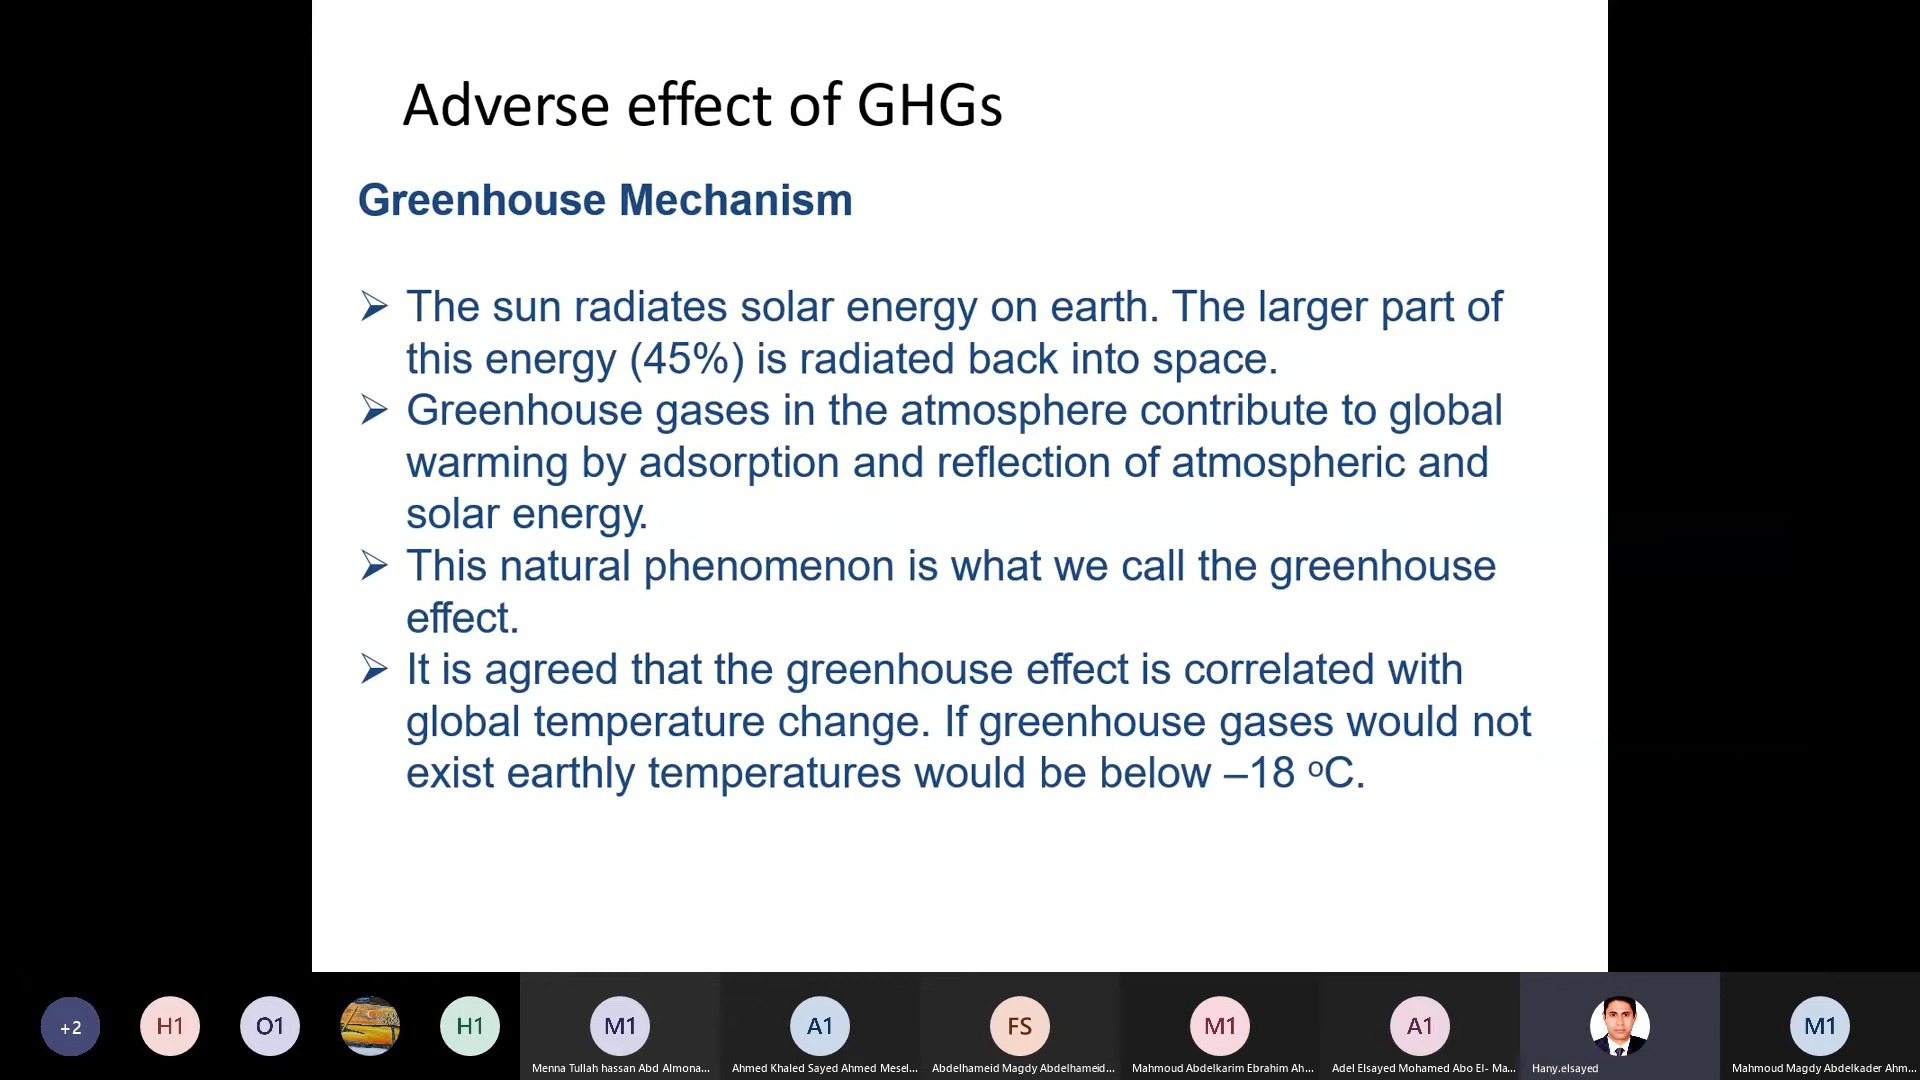 Adverse effect of GHGs
Greenhouse Mechanism
➢ The sun radiates solar energy on earth. The larger part of
this energy (45%) is radiated back into space.
➢ Greenhouse gases in the atmosphere contribute to global
warming by adsorption and reflection of atmospheric and
solar energy.
➢ This natural phenomenon is what we call the greenhouse
effect.
➢ It is agreed that the greenhouse effect is correlated with
global temperature change. If greenhouse gases would not
exist earthly temperatures would be below –18 ºC.
+2
H1
O1
H1
M1
A1
FS
M1
A1
M1
Menna Tullah hassan Abd Almona...
Ahmed Khaled Sayed Ahmed Mesel...
Abdelhameid Magdy Abdelhameid...
Mahmoud Abdelkarim Ebrahim Ah...
Adel Elsayed Mohamed Abo El- Ma...
Hany.elsayed
Mahmoud Magdy Abdelkader Ahm...